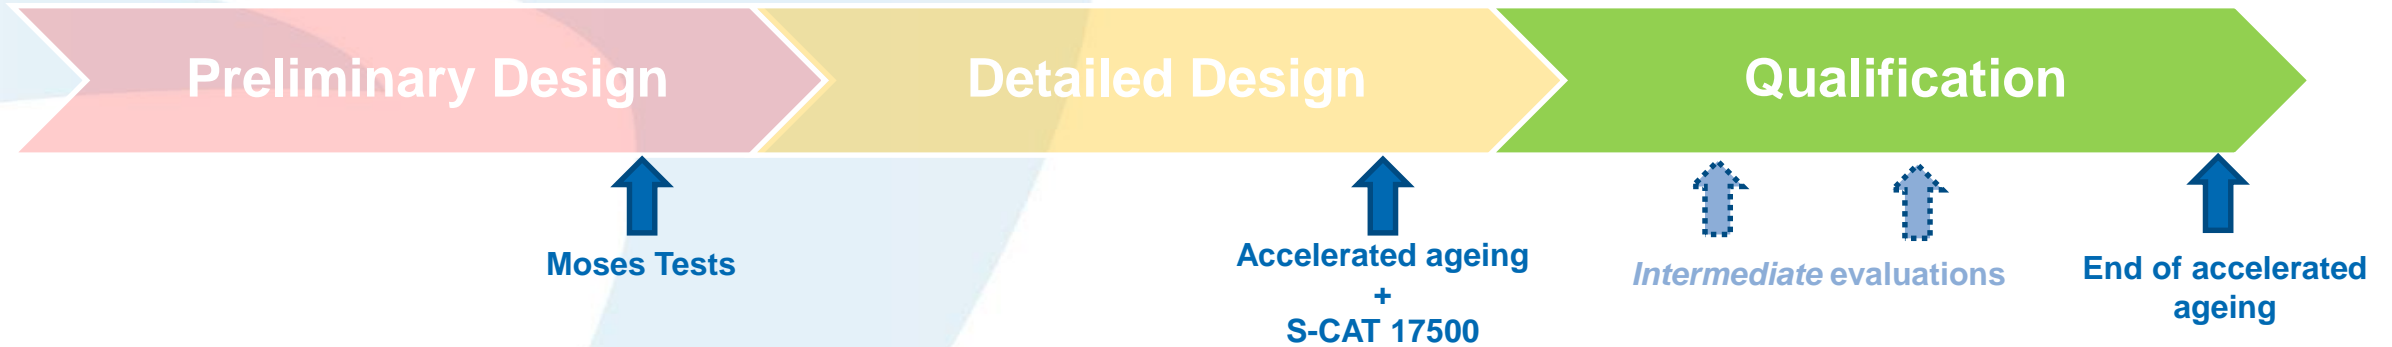 Preliminary Design
Detailed Design
Qualification
Moses Tests
Accelerated ageing
+
S-CAT 17500
Intermediate evaluations
End of accelerated
ageing